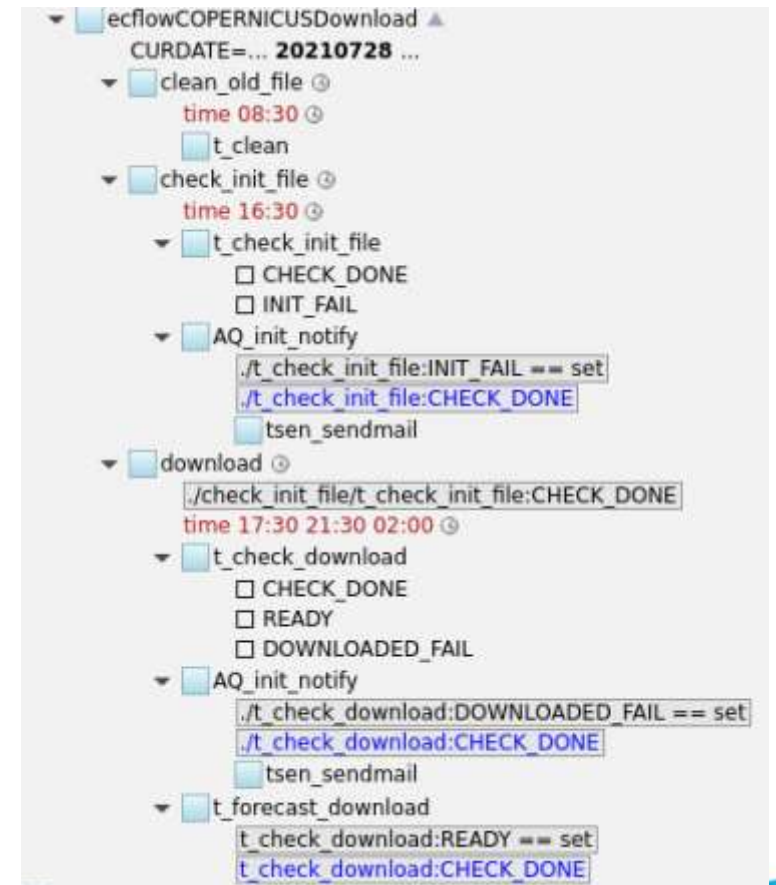 ecflowCOPERNICUSDownload
CURDATE=... 20210728 ...
clean_old_file
time 08:30
t_clean
check_init_file
time 16:30
t_check_init_file
CHECK_DONE
INIT_FAIL
AQ_init_notify
./t_check_init_file:INIT_FAIL == set
./t_check_init_file:CHECK_DONE
tsen_sendmail
download
./check_init_file/t_check_init_file:CHECK_DONE
time 17:30 21:30 02:00
t_check_download
CHECK_DONE
READY
DOWNLOADED_FAIL
AQ_init_notify
./t_check_download:DOWNLOADED_FAIL == set
./t_check_download:CHECK_DONE
tsen_sendmail
t_forecast_download
t_check_download:READY == set
t_check_download:CHECK_DONE